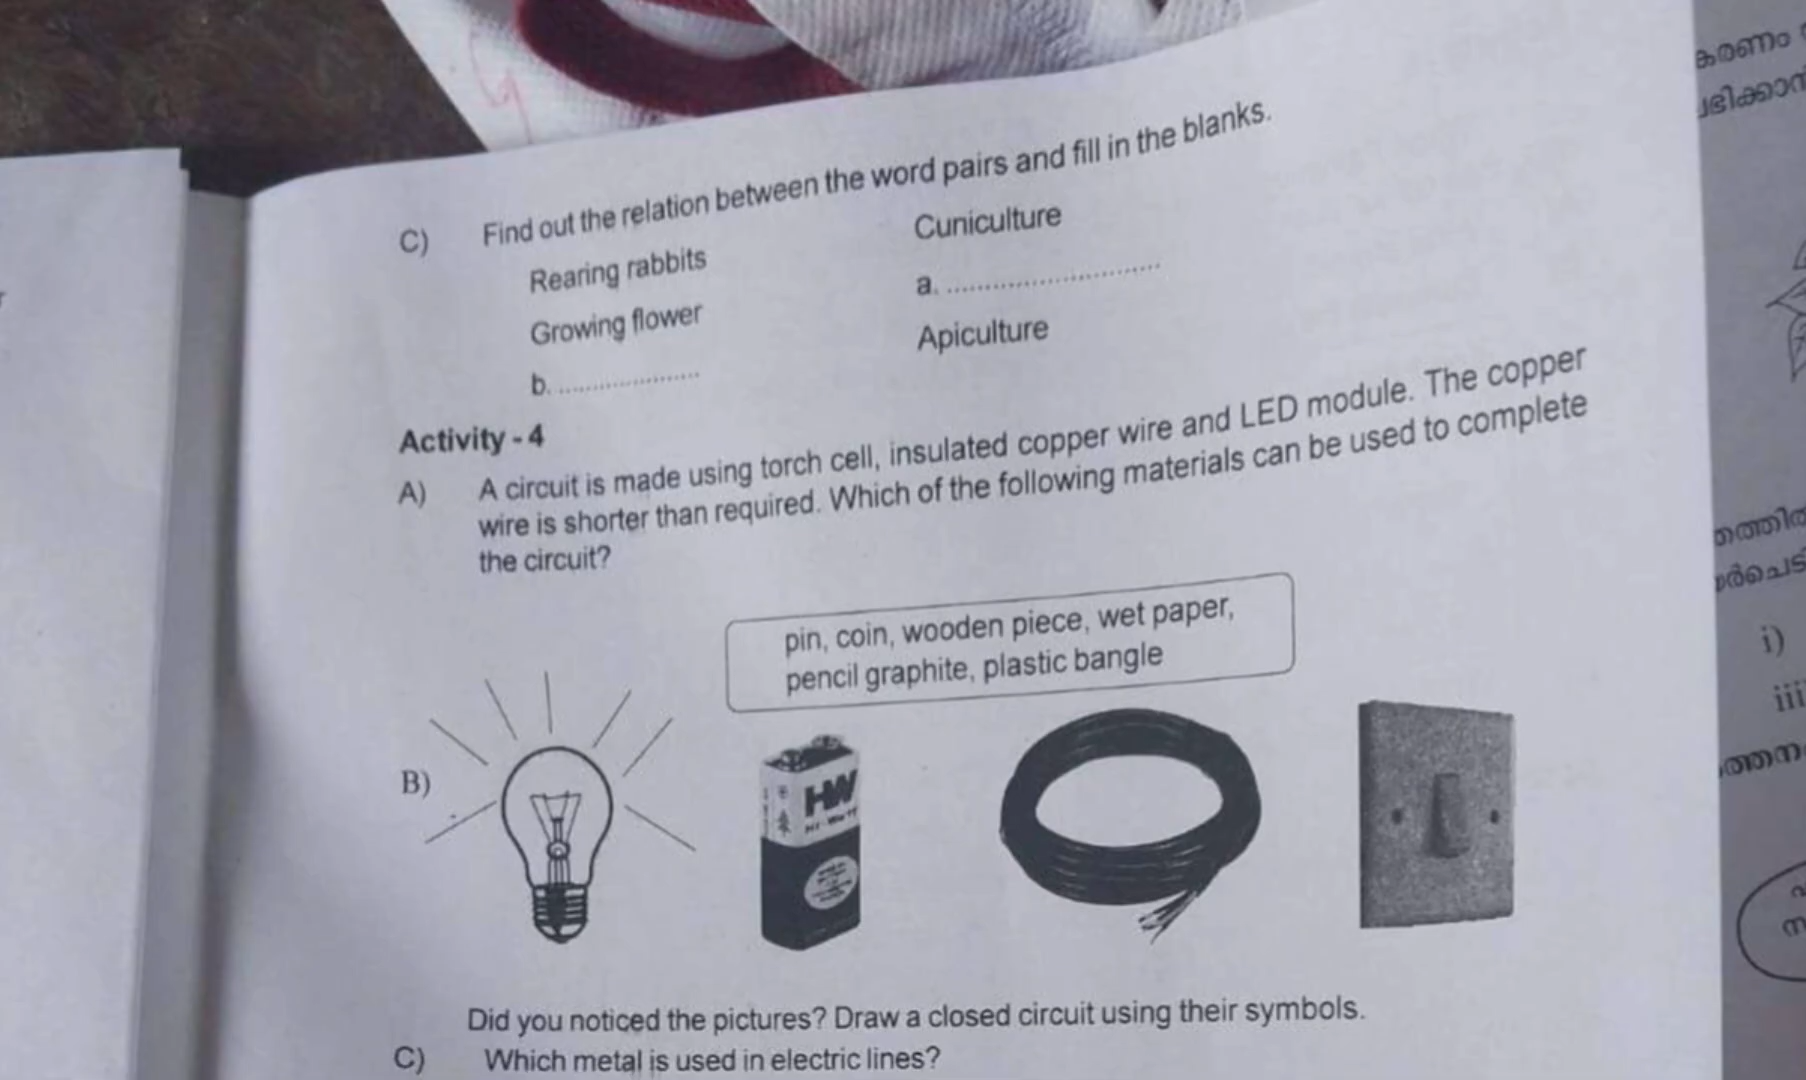 C) Find out the relation between the word pairs and fill in the blanks.
Rearing rabbits Cuniculture
Growing flower a. ..............................
b. ...................... Apiculture
Activity - 4
A) A circuit is made using torch cell, insulated copper wire and LED module. The copper
wire is shorter than required. Which of the following materials can be used to complete
the circuit?
pin, coin, wooden piece, wet paper,
pencil graphite, plastic bangle
B)
HW
Did you noticed the pictures? Draw a closed circuit using their symbols.
C) Which metal is used in electric lines?
കരണം
i)
iii)